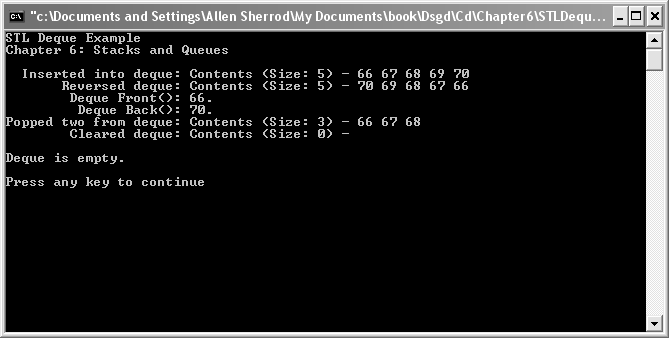 "c:\Documents and Settings\Allen Sherrod\My Documents\book\Dsgd\Cd\Chapter6\STLDequ...
STL Deque Example
Chapter 6: Stacks and Queues
Inserted into deque: Contents (Size: 5) - 66 67 68 69 70
Reversed deque: Contents (Size: 5) - 70 69 68 67 66
Deque Front(): 66.
Deque Back(): 70.
Popped two from deque: Contents (Size: 3) - 66 67 68
Cleared deque: Contents (Size: 0) -
Deque is empty.
Press any key to continue